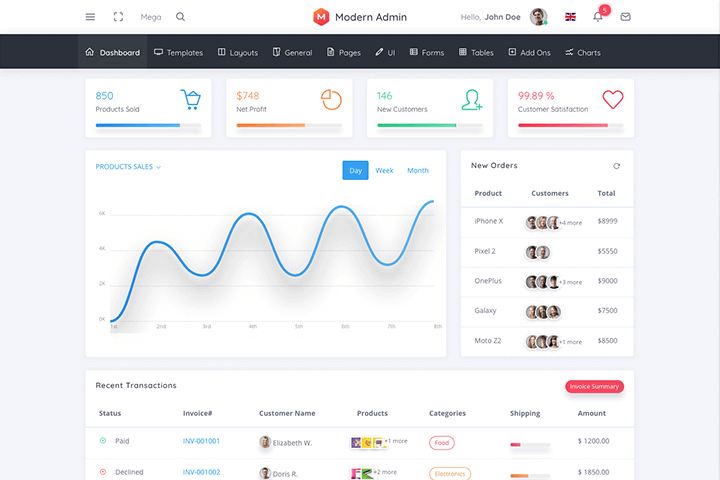 Mega
M Modern Admin
Hello, John Doe
5
Dashboard Templates Layouts General Pages UI Forms Tables Add Ons Charts
850
Products Sold
$748
Net Profit
146
New Customers
99.89 %
Customer Satisfaction
PRODUCTS SALES
Day Week Month
6K
4K
2K
0K
1st 2nd 3rd 4th 5th 6th 7th 8th
New Orders
Product Customers Total
iPhone X +4 more $8999
Pixel 2 $5550
OnePlus +3 more $9000
Galaxy $7500
Moto Z2 +1 more $8500
Recent Transactions
Invoice Summary
Status Invoice# Customer Name Products Categories Shipping Amount
Paid INV-001001 Elizabeth W. +1 more Food $ 1200.00
Declined INV-001002 Doris R. +2 more Electronics $ 1850.00